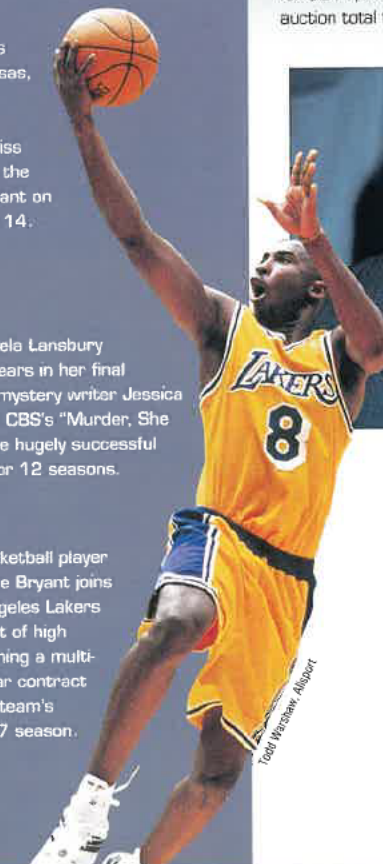 auction total
s
sas,
iss
the
ant on
14.
ela Lansbury
ears in her final
mystery writer Jessica
CBS's "Murder, She
e hugely successful
or 12 seasons.
ketball player
e Bryant joins
geles Lakers
t of high
ning a multi-
ar contract
team's
7 season.
LAKERS
8
Todd Warshaw, Allsport